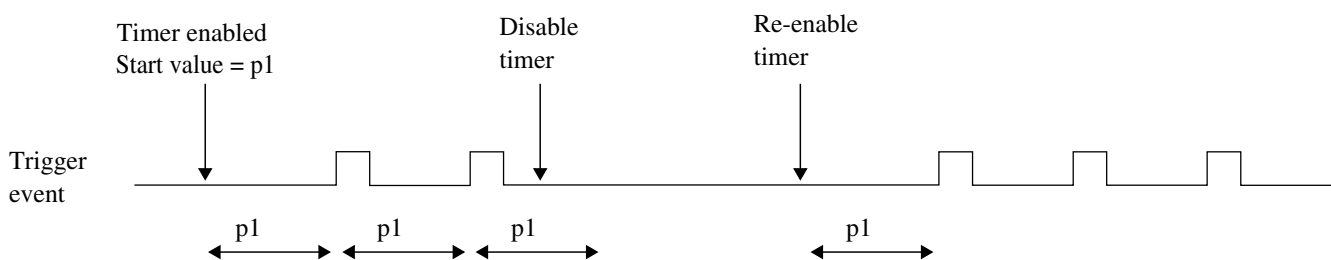 Timer enabled
Start value = p1
Disable
timer
Re-enable
timer
Trigger
event
p1
p1
p1
p1